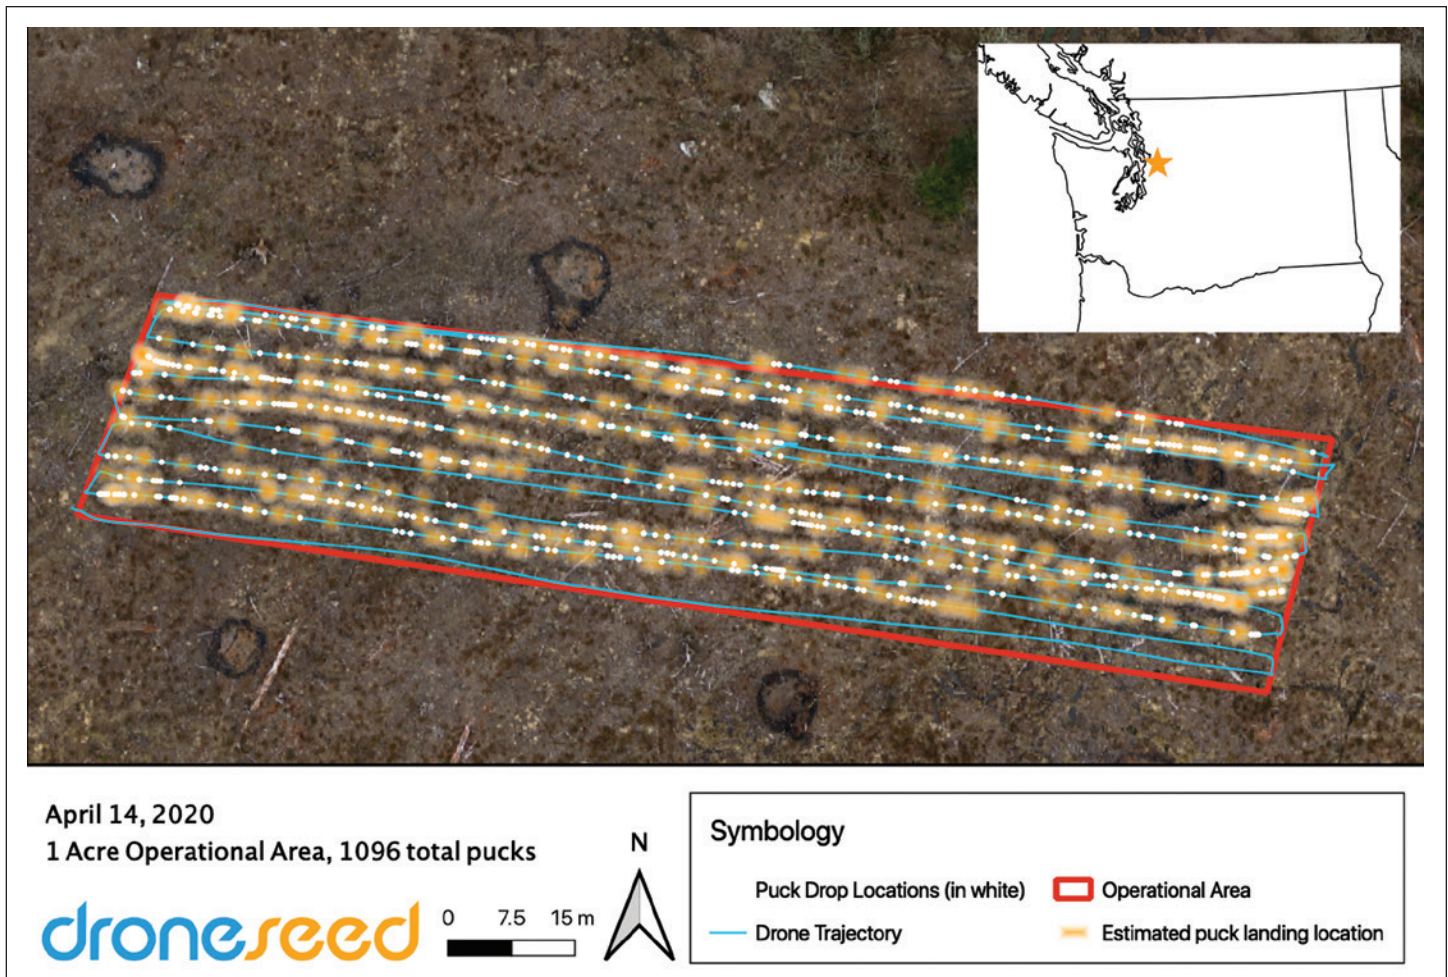 April 14, 2020
1 Acre Operational Area, 1096 total pucks
droneseed
0 7.5 15 m
N
Symbology
Puck Drop Locations (in white)
Operational Area
Drone Trajectory
Estimated puck landing location